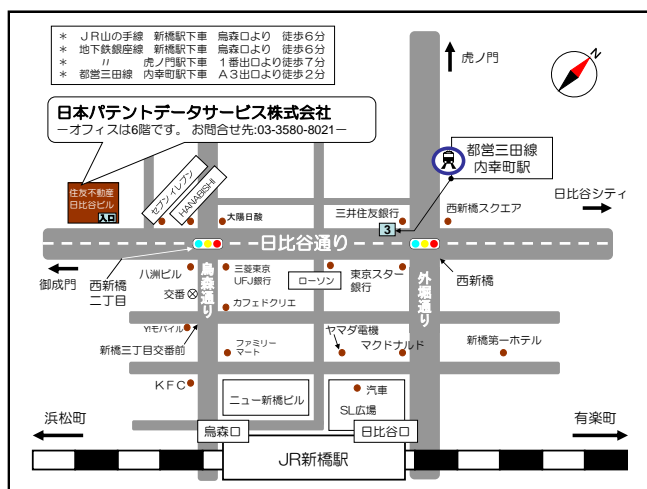 ＊ ＪＲ山の手線 新橋駅下車 烏森口より 徒歩６分
＊ 地下鉄銀座線 新橋駅下車 烏森口より 徒歩６分
＊ 〃 虎ノ門駅下車 １番出口より徒歩７分
＊ 都営三田線 内幸町駅下車 Ａ３出口より徒歩２分
日本パテントデータサービス株式会社
－オフィスは6階です。 お問合せ先:03-3580-8021－
虎ノ門
N
都営三田線
内幸町駅
住友不動産
日比谷ビル
入口
セブンイレブン
HANABISHI
大陽日酸
三井住友銀行
3
西新橋スクエア
日比谷シティ
日比谷通り
御成門
西新橋
二丁目
八洲ビル
烏森通り
三菱東京
UFJ銀行
ローソン
東京スター
銀行
外堀通り
西新橋
交番
カフェドクリエ
Y!モバイル
新橋三丁目交番前
ファミリー
マート
ヤマダ電機
マクドナルド
新橋第一ホテル
ＫＦＣ
ニュー新橋ビル
汽車
SL広場
浜松町
烏森口
日比谷口
有楽町
JR新橋駅